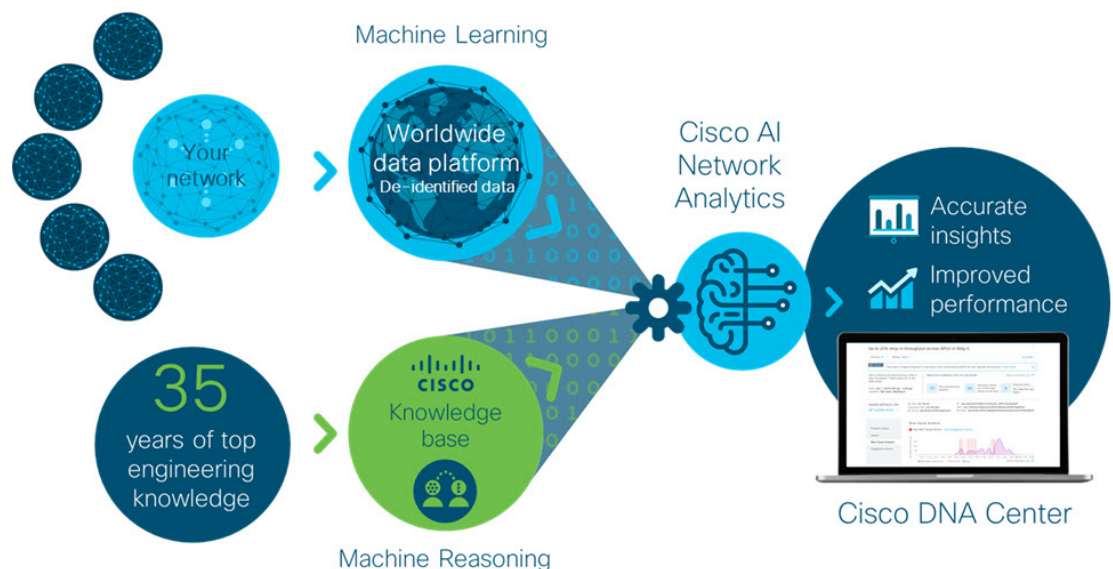 Machine Learning
Your
network
Worldwide
data platform
De-identified data
Cisco AI
Network
Analytics
Accurate
insights
Improved
performance
35
years of top
engineering
knowledge
CISCO
Knowledge
base
Machine Reasoning
Cisco DNA Center